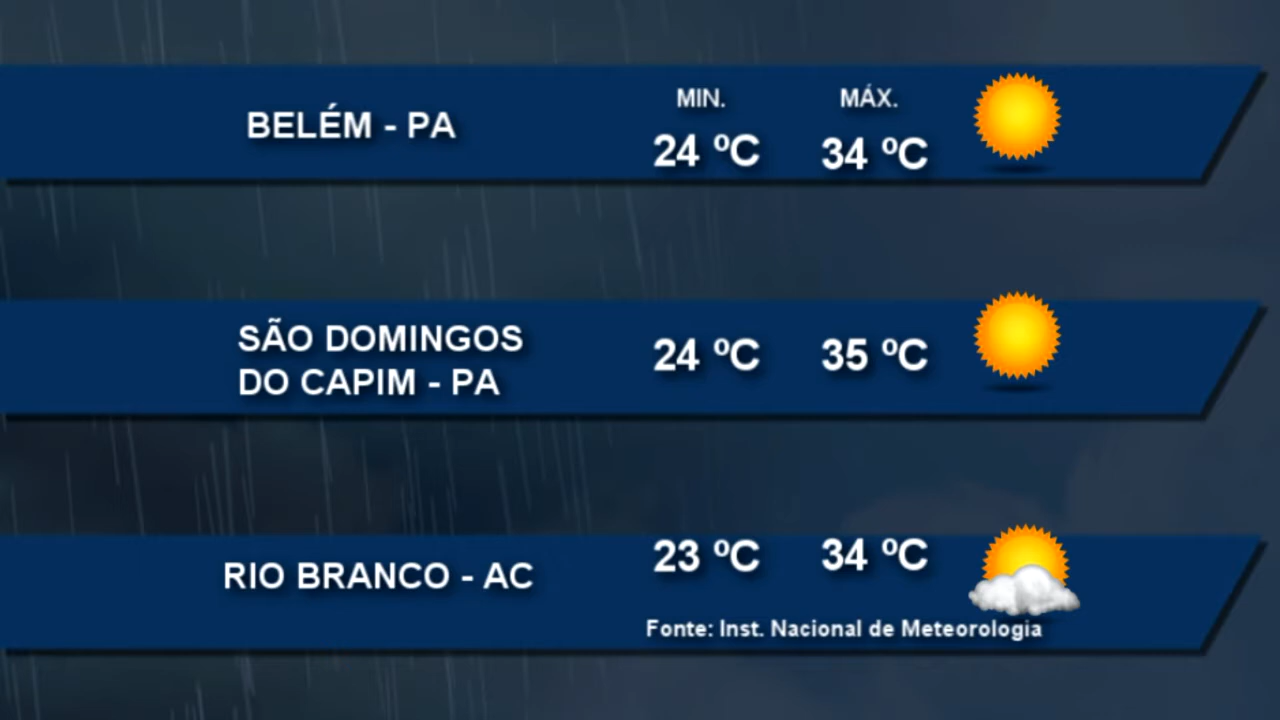 MIN. MÁX.
BELÉM - PA 24 ºC 34 ºC
SÃO DOMINGOS
DO CAPIM - PA 24 ºC 35 ºC
RIO BRANCO - AC 23 ºC 34 ºC
Fonte: Inst. Nacional de Meteorologia